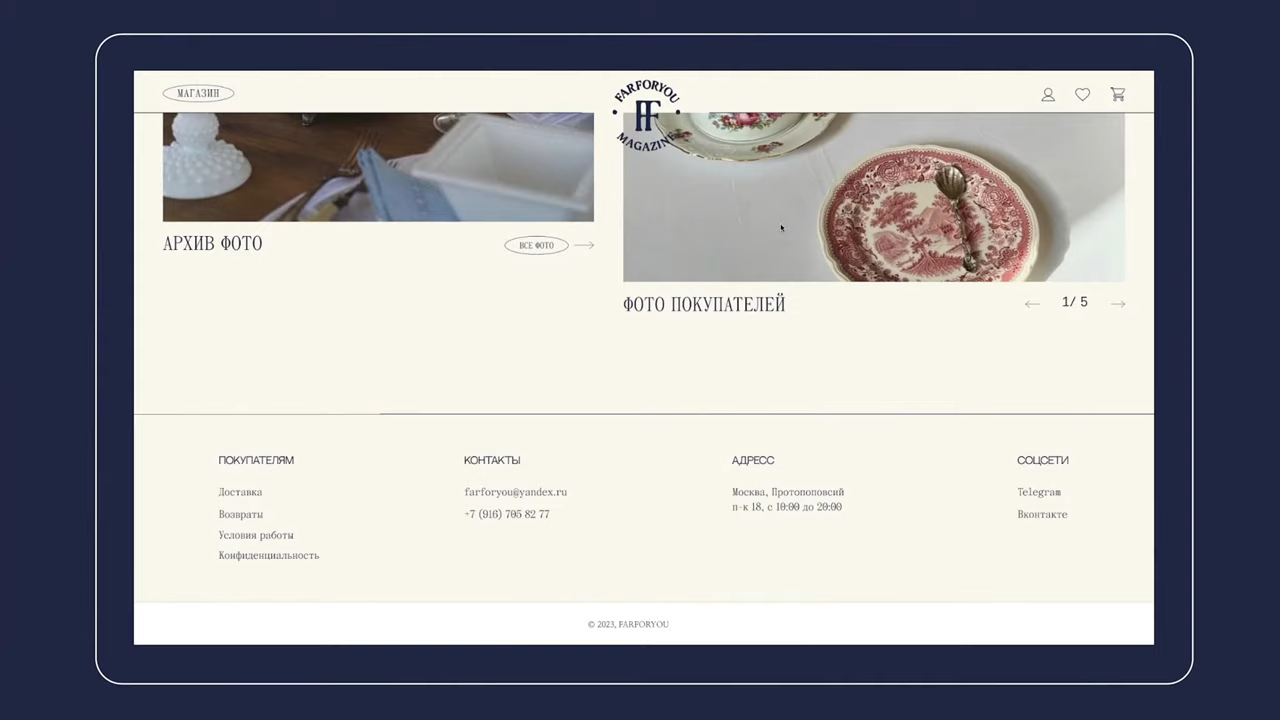 МАГАЗИН
FARFORYOU
FF
MAGAZINE
АРХИВ ФОТО
ВСЕ ФОТО
ФОТО ПОКУПАТЕЛЕЙ
1/ 5
ПОКУПАТЕЛЯМ
Доставка
Возвраты
Условия работы
Конфиденциальность
КОНТАКТЫ
farforyou@yandex.ru
+7 (916) 705 82 77
АДРЕСС
Москва, Протопоповсий
п-к 18, с 10:00 до 20:00
СОЦСЕТИ
Telegram
Вконтакте
© 2023, FARFORYOU